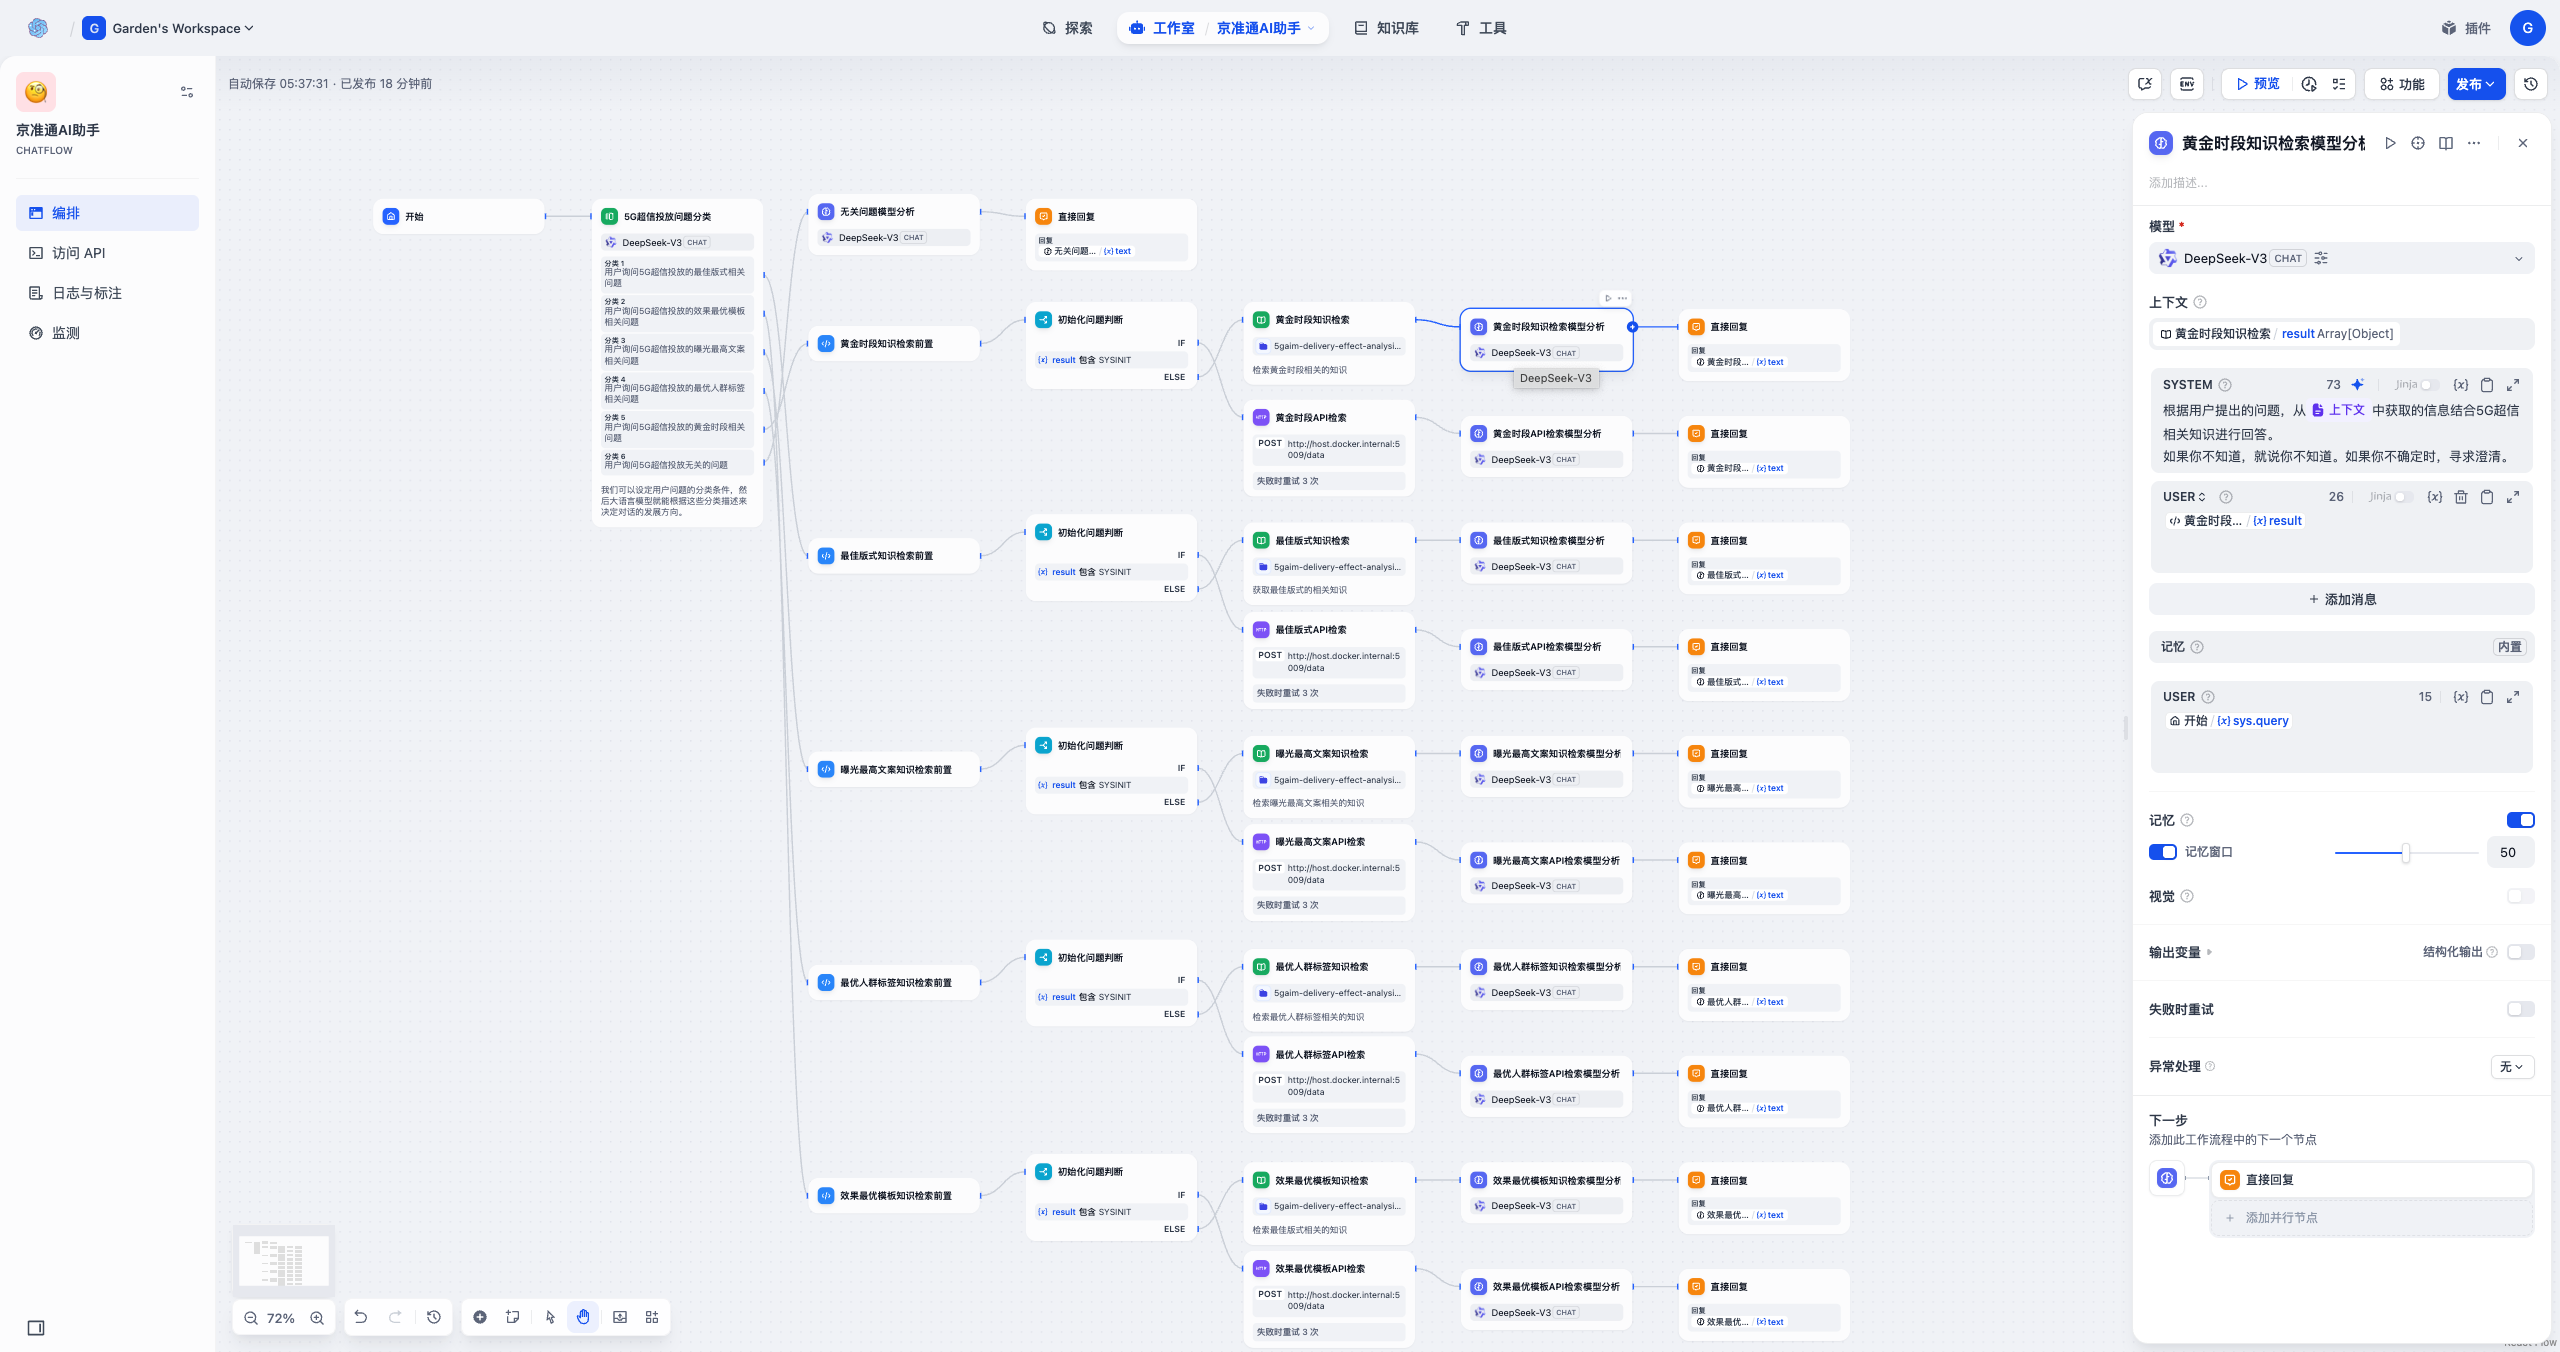 G Garden's Workspace
探索
工作室 / 京准通AI助手
知识库
工具
插件
G
京准通AI助手
CHATFLOW
编排
访问 API
日志与标注
监测
自动保存 05:37:31 · 已发布 18 分钟前
ENV
预览
功能
发布
开始
5G超信投放问题分类
DeepSeek-V3 CHAT
分类 1
用户询问5G超信投放的最佳版式相关
问题
分类 2
用户询问5G超信投放的效果最优模板
相关问题
分类 3
用户询问5G超信投放的曝光最高文案
相关问题
分类 4
用户询问5G超信投放的最优人群标签
相关问题
分类 5
用户询问5G超信投放的黄金时段相关
问题
分类 6
用户询问5G超信投放无关的问题
我们可以设定用户问题的分类条件，然
后大语言模型就能根据这些分类描述来
决定对话的发展方向。
无关问题模型分析
DeepSeek-V3 CHAT
直接回复
回复
无关问题... / {x} text
黄金时段知识检索前置
初始化问题判断
IF
{x} result 包含 SYSINIT
ELSE
黄金时段知识检索
5gaim-delivery-effect-analysi...
检索黄金时段相关的知识
黄金时段知识检索模型分析
DeepSeek-V3 CHAT
DeepSeek-V3
直接回复
回复
黄金时段... / {x} text
HTTP 黄金时段API检索
POST http://host.docker.internal:5
009/data
失败时重试 3 次
黄金时段API检索模型分析
DeepSeek-V3 CHAT
直接回复
回复
黄金时段... / {x} text
最佳版式知识检索前置
初始化问题判断
IF
{x} result 包含 SYSINIT
ELSE
最佳版式知识检索
5gaim-delivery-effect-analysi...
获取最佳版式的相关知识
最佳版式知识检索模型分析
DeepSeek-V3 CHAT
直接回复
回复
最佳版式... / {x} text
HTTP 最佳版式API检索
POST http://host.docker.internal:5
009/data
失败时重试 3 次
最佳版式API检索模型分析
DeepSeek-V3 CHAT
直接回复
回复
最佳版式... / {x} text
曝光最高文案知识检索前置
初始化问题判断
IF
{x} result 包含 SYSINIT
ELSE
曝光最高文案知识检索
5gaim-delivery-effect-analysi...
检索曝光最高文案相关的知识
曝光最高文案知识检索模型分析
DeepSeek-V3 CHAT
直接回复
回复
曝光最高... / {x} text
HTTP 曝光最高文案API检索
POST http://host.docker.internal:5
009/data
失败时重试 3 次
曝光最高文案API检索模型分析
DeepSeek-V3 CHAT
直接回复
回复
曝光最高... / {x} text
最优人群标签知识检索前置
初始化问题判断
IF
{x} result 包含 SYSINIT
ELSE
最优人群标签知识检索
5gaim-delivery-effect-analysi...
检索最优人群标签相关的知识
最优人群标签知识检索模型分析
DeepSeek-V3 CHAT
直接回复
回复
最优人群... / {x} text
HTTP 最优人群标签API检索
POST http://host.docker.internal:5
009/data
失败时重试 3 次
最优人群标签API检索模型分析
DeepSeek-V3 CHAT
直接回复
回复
最优人群... / {x} text
效果最优模板知识检索前置
初始化问题判断
IF
{x} result 包含 SYSINIT
ELSE
效果最优模板知识检索
5gaim-delivery-effect-analysi...
检索最佳版式相关的知识
效果最优模板知识检索模型分析
DeepSeek-V3 CHAT
直接回复
回复
效果最优... / {x} text
HTTP 效果最优模板API检索
POST http://host.docker.internal:5
009/data
失败时重试 3 次
效果最优模板API检索模型分析
DeepSeek-V3 CHAT
直接回复
回复
效果最优... / {x} text
72%
黄金时段知识检索模型分析
添加描述...
模型 *
DeepSeek-V3 CHAT
上下文
黄金时段知识检索 / result Array[Object]
SYSTEM 73 Jinja {x}
根据用户提出的问题，从 上下文 中获取的信息结合5G超信
相关知识进行回答。
如果你不知道，就说你不知道。如果你不确定时，寻求澄清。
USER 26 Jinja {x}
黄金时段... / {x} result
+ 添加消息
记忆 内置
USER 15 {x}
开始 / {x} sys.query
记忆
记忆窗口 50
视觉
输出变量 结构化输出
失败时重试
异常处理 无
下一步
添加此工作流程中的下一个节点
直接回复
+ 添加并行节点